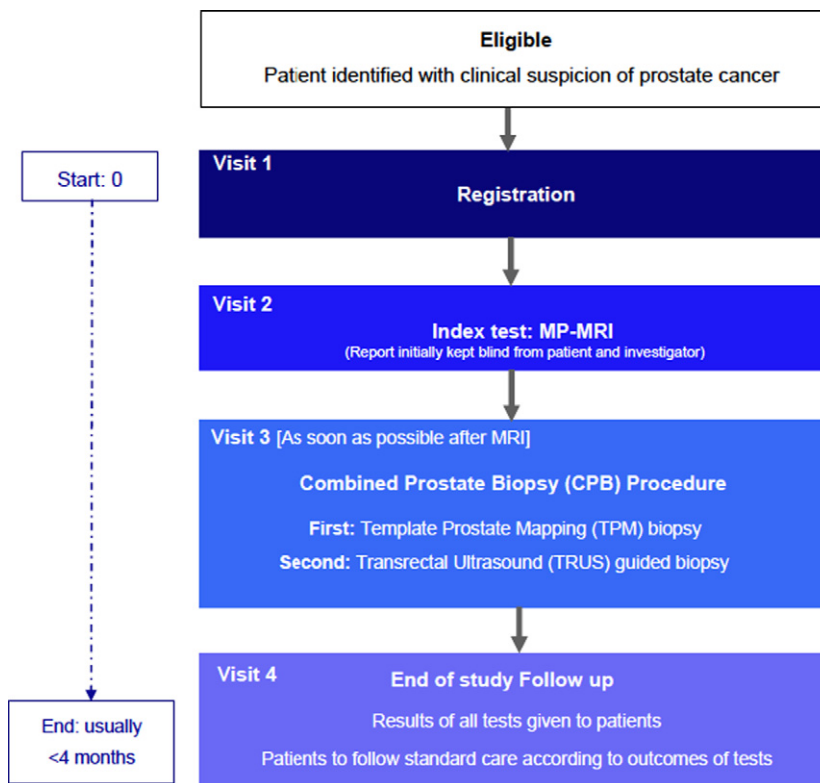 Eligible
Patient identified with clinical suspicion of prostate cancer
Start: 0
Visit 1
Registration
Visit 2
Index test: MP-MRI
(Report initially kept blind from patient and investigator)
Visit 3 [As soon as possible after MRI]
Combined Prostate Biopsy (CPB) Procedure
First: Template Prostate Mapping (TPM) biopsy
Second: Transrectal Ultrasound (TRUS) guided biopsy
Visit 4
End of study Follow up
Results of all tests given to patients
Patients to follow standard care according to outcomes of tests
End: usually
<4 months